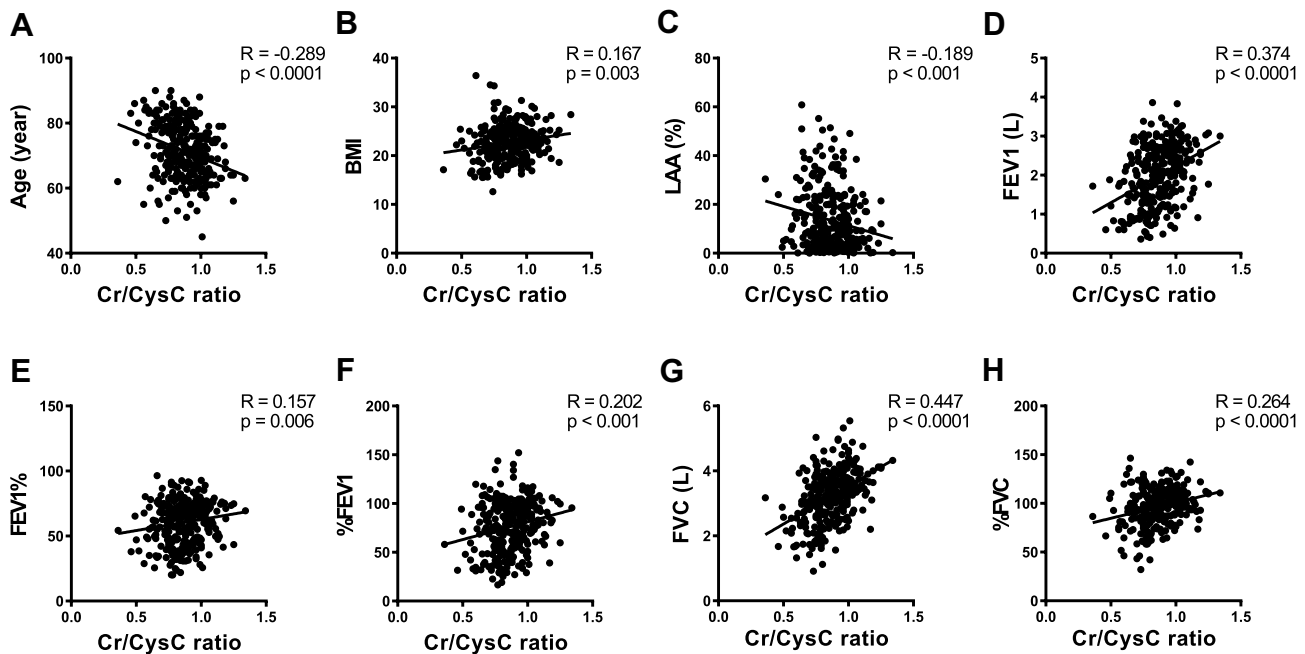 A
R = -0.289
p < 0.0001
100
80
60
40
Age (year)
0.0 0.5 1.0 1.5
Cr/CysC ratio
B
R = 0.167
p = 0.003
40
30
20
10
0
BMI
0.0 0.5 1.0 1.5
Cr/CysC ratio
C
R = -0.189
p < 0.001
80
60
40
20
0
LAA (%)
0.0 0.5 1.0 1.5
Cr/CysC ratio
D
R = 0.374
p < 0.0001
5
4
3
2
1
0
FEV1 (L)
0.0 0.5 1.0 1.5
Cr/CysC ratio
E
R = 0.157
p = 0.006
150
100
50
0
FEV1%
0.0 0.5 1.0 1.5
Cr/CysC ratio
F
R = 0.202
p < 0.001
200
150
100
50
0
%FEV1
0.0 0.5 1.0 1.5
Cr/CysC ratio
G
R = 0.447
p < 0.0001
6
4
2
0
FVC (L)
0.0 0.5 1.0 1.5
Cr/CysC ratio
H
R = 0.264
p < 0.0001
200
150
100
50
0
%FVC
0.0 0.5 1.0 1.5
Cr/CysC ratio